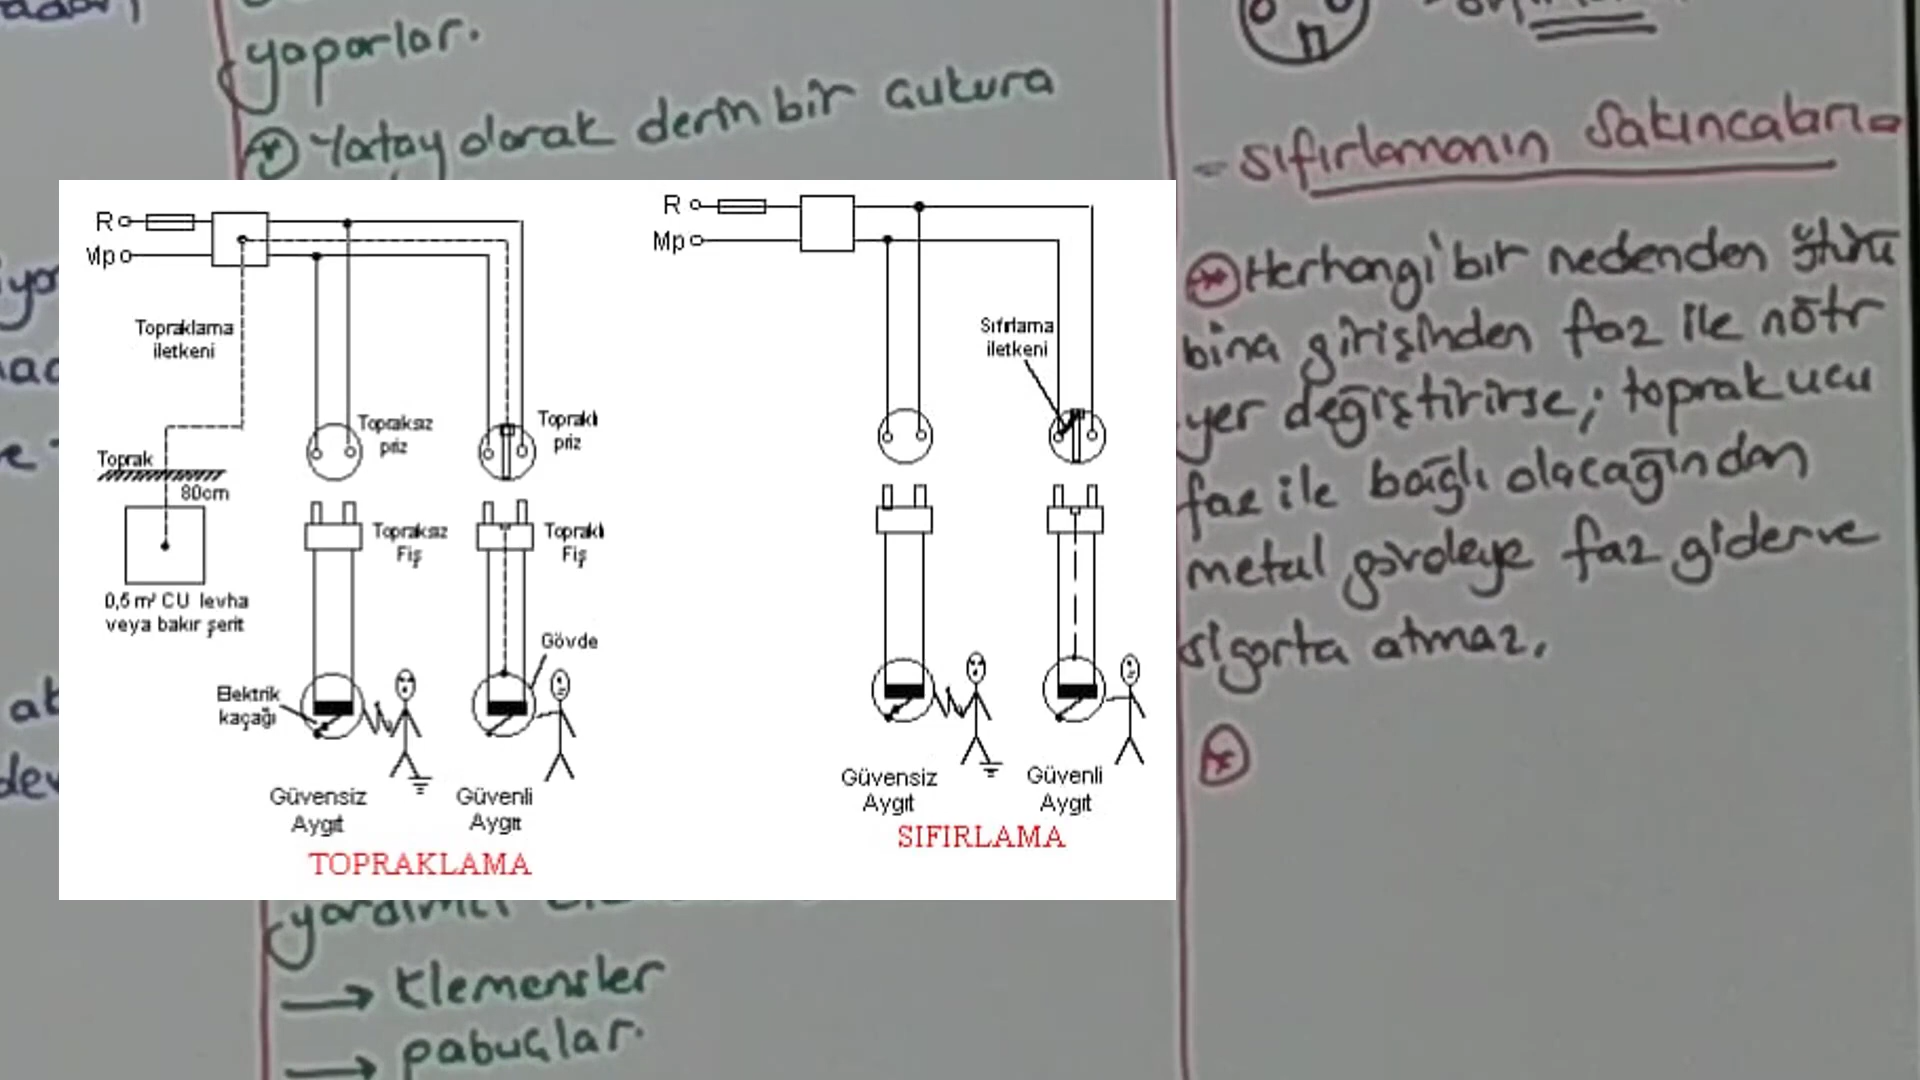 yaparlar.
Yatay olarak derin bir çukura
R
Mp
Topraklama
iletkeni
Toprak
80cm
0,5 m² CU levha
veya bakır şerit
Topraksız
priz
Topraklı
priz
Topraksız
Fiş
Topraklı
Fiş
Gövde
Elektrik
kaçağı
Güvensiz
Aygıt
Güvenli
Aygıt
TOPRAKLAMA
R
Mp
Sıfırlama
iletkeni
Güvensiz
Aygıt
Güvenli
Aygıt
SIFIRLAMA
yardımcı
→ Klemensler
→ pabuçlar.
- Sıfırlamanın Sakıncaları
Herhangi bir nedenden ötürü
bina girişinden faz ile nötr
yer değiştirirse; toprak ucu
faz ile bağlı olacağından
metal gövdeye faz gider ve
sigorta atmaz.